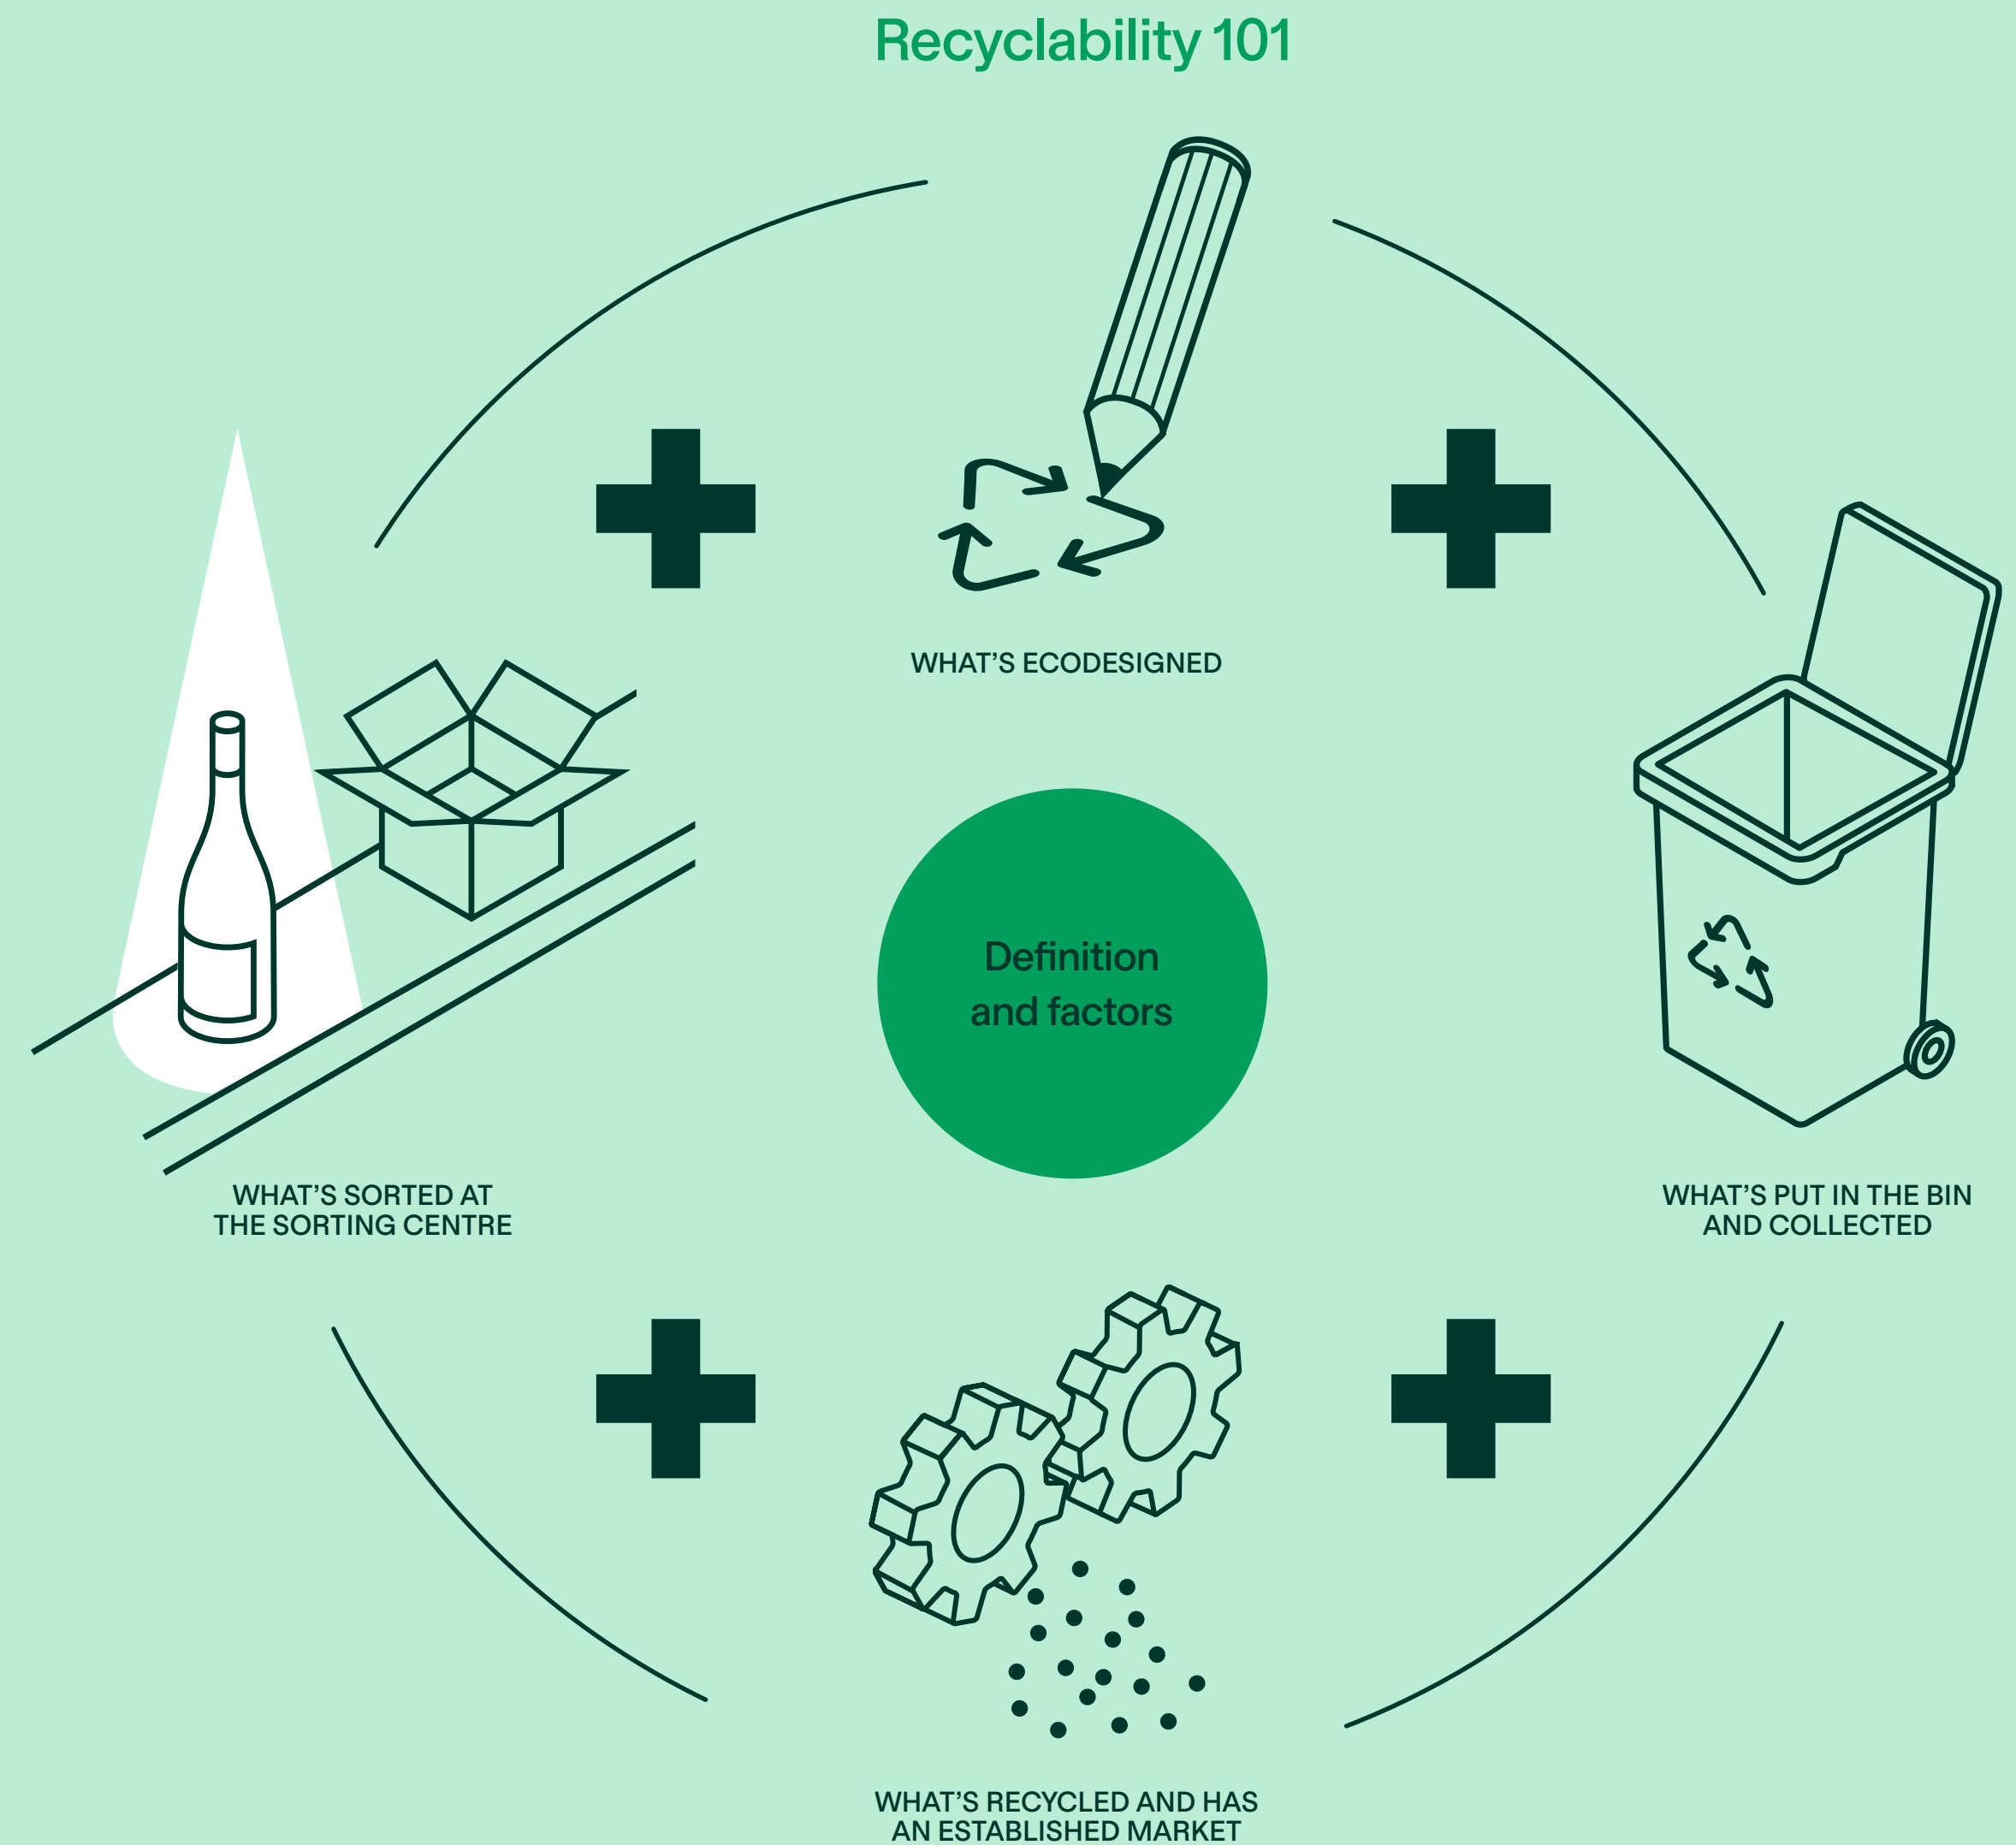 Recyclability 101
WHAT’S ECODESIGNED
Definition
and factors
WHAT’S SORTED AT
THE SORTING CENTRE
WHAT’S PUT IN THE BIN
AND COLLECTED
WHAT’S RECYCLED AND HAS
AN ESTABLISHED MARKET